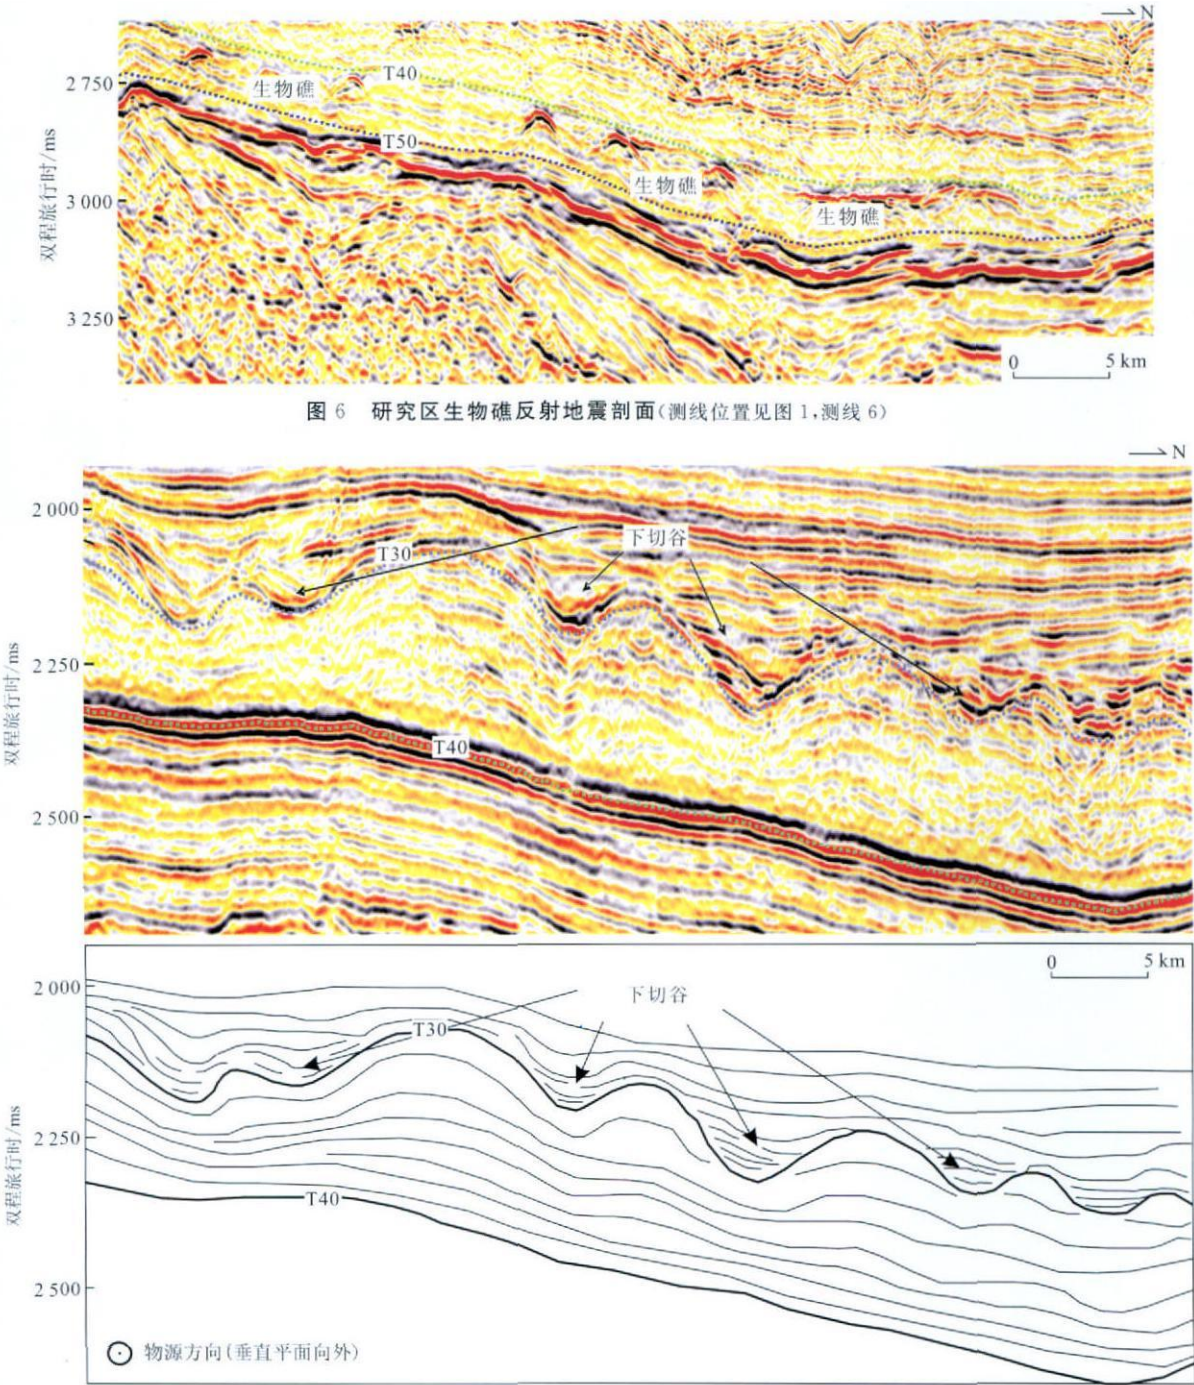 N
2 750
T40
生物礁
T50
生物礁
3 000
生物礁
双程旅行时/ms
3 250
0 5 km
图 6 研究区生物礁反射地震剖面(测线位置见图 1,测线 6)
N
2 000
下切谷
T30
2 250
双程旅行时/ms
T40
2 500
0 5 km
2 000
下切谷
T30
2 250
双程旅行时/ms
T40
2 500
物源方向(垂直平面向外)